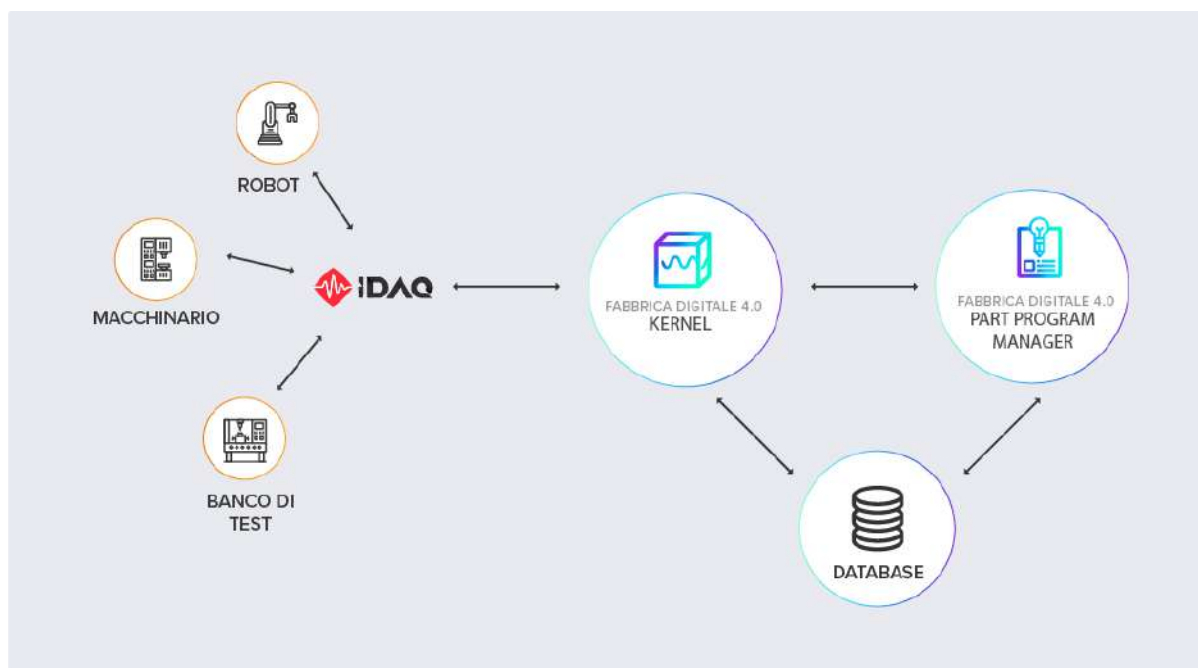 ROBOT
MACCHINARIO
iDAQ
BANCO DI
TEST
FABBRICA DIGITALE 4.0
KERNEL
FABBRICA DIGITALE 4.0
PART PROGRAM
MANAGER
DATABASE